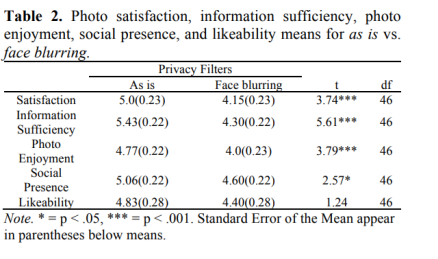 Table 2. Photo satisfaction, information sufficiency, photo
enjoyment, social presence, and likeability means for as is vs.
face blurring.
Privacy Filters
As is Face blurring t df
Satisfaction 5.0(0.23) 4.15(0.23) 3.74*** 46
Information
Sufficiency 5.43(0.22) 4.30(0.22) 5.61*** 46
Photo
Enjoyment 4.77(0.22) 4.0(0.23) 3.79*** 46
Social
Presence 5.06(0.22) 4.60(0.22) 2.57* 46
Likeability 4.83(0.28) 4.40(0.28) 1.24 46
Note. * = p < .05, *** = p < .001. Standard Error of the Mean appear
in parentheses below means.